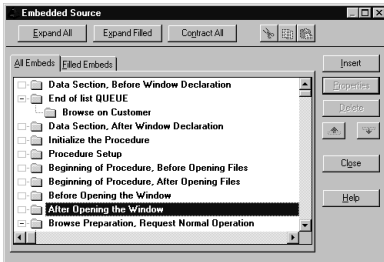 Embedded Source
Expand All Expand Filled Contract All
All Embeds Filled Embeds
Data Section, Before Window Declaration
End of list QUEUE
Browse on Customer
Data Section, After Window Declaration
Initialize the Procedure
Procedure Setup
Beginning of Procedure, Before Opening Files
Beginning of Procedure, After Opening Files
Before Opening the Window
After Opening the Window
Browse Preparation, Request Normal Operation
Insert
Properties
Delete
Close
Help